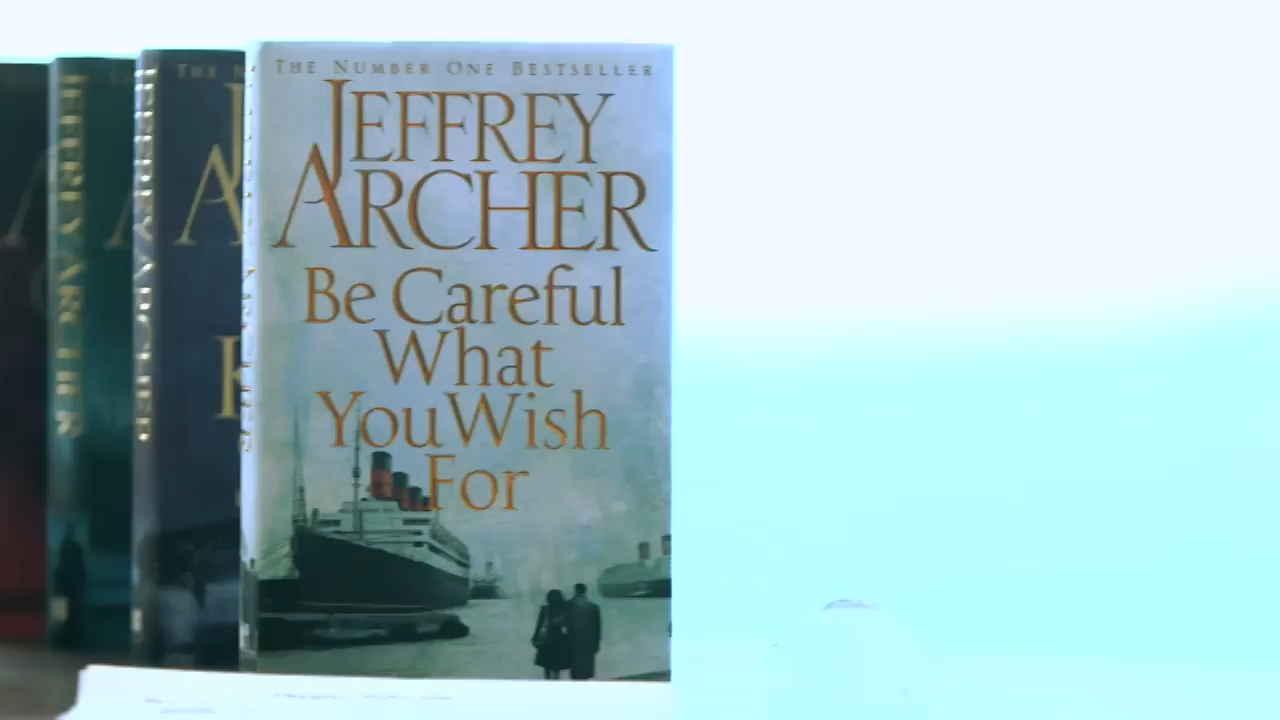 THE NUMBER ONE BESTSELLER
JEFFREY
ARCHER
Be Careful
What
You Wish
For
JEFFREY ARCHER
JEFFREY ARCHER